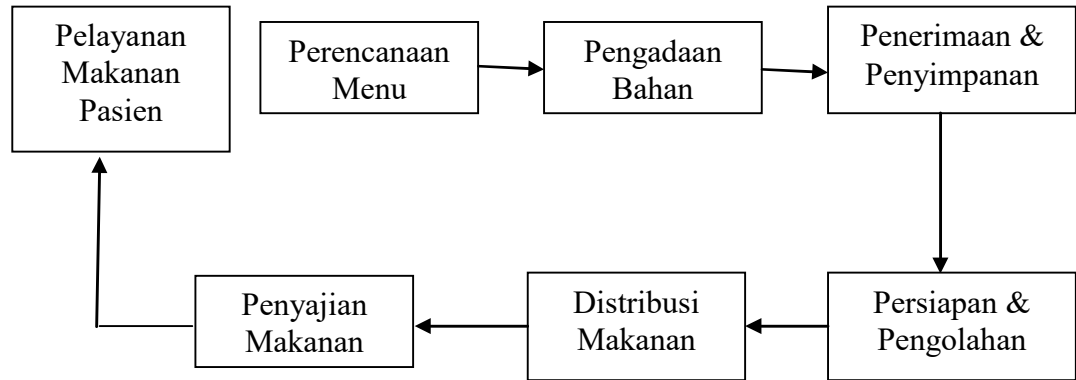 Pelayanan
Makanan
Pasien
Perencanaan
Menu
Pengadaan
Bahan
Penerimaan &
Penyimpanan
Persiapan &
Pengolahan
Distribusi
Makanan
Penyajian
Makanan